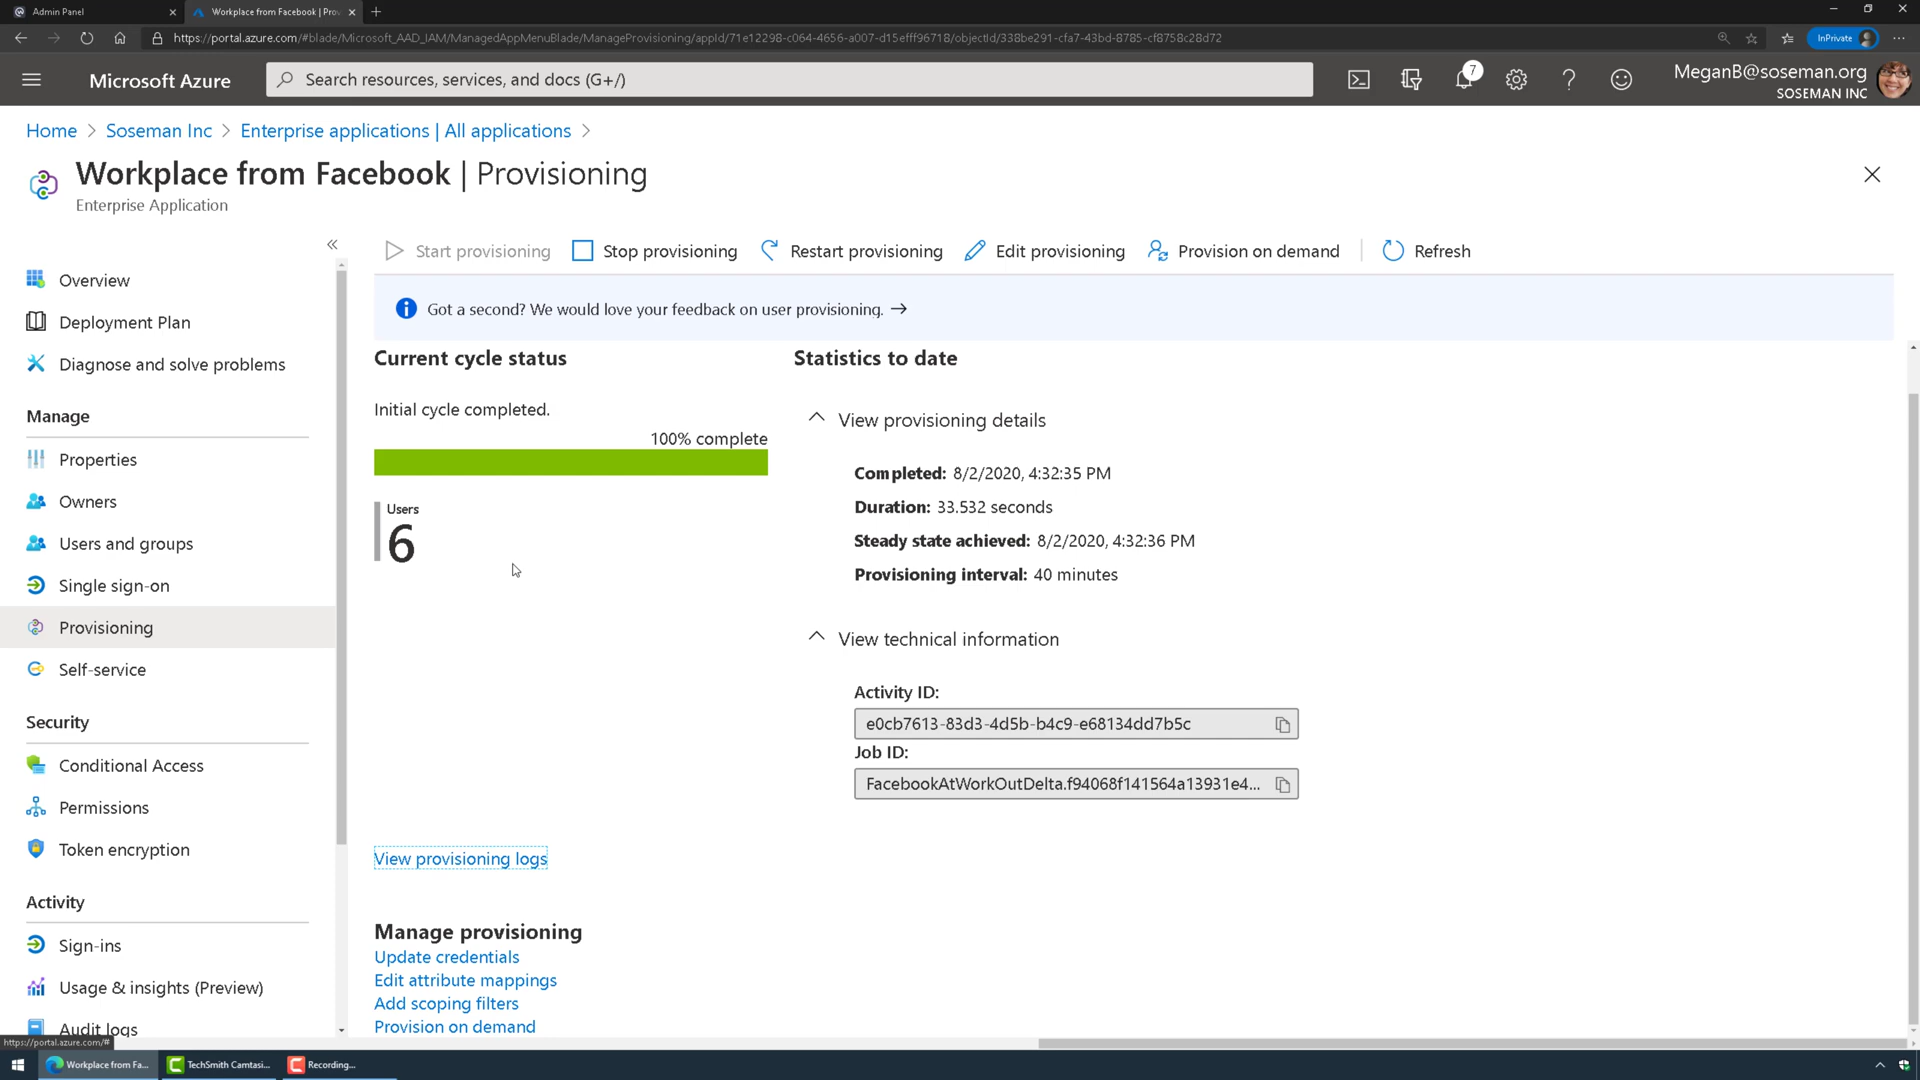 Admin Panel
Workplace from Facebook | Prov
https://portal.azure.com/#blade/Microsoft_AAD_IAM/ManagedAppMenuBlade/ManageProvisioning/appId/71e12298-c064-4656-a007-d15efff96718/objectId/338be291-cfa7-43bd-8785-cf8758c28d72
InPrivate
Microsoft Azure
Search resources, services, and docs (G+/)
7
MeganB@soseman.org
SOSEMAN INC
Home > Soseman Inc > Enterprise applications | All applications >
Workplace from Facebook | Provisioning
Enterprise Application
Start provisioning
Stop provisioning
Restart provisioning
Edit provisioning
Provision on demand
Refresh
Got a second? We would love your feedback on user provisioning. →
Overview
Deployment Plan
Diagnose and solve problems
Manage
Properties
Owners
Users and groups
Single sign-on
Provisioning
Self-service
Security
Conditional Access
Permissions
Token encryption
Activity
Sign-ins
Usage & insights (Preview)
Audit logs
Current cycle status
Initial cycle completed.
100% complete
Users
6
View provisioning logs
Manage provisioning
Update credentials
Edit attribute mappings
Add scoping filters
Provision on demand
Statistics to date
View provisioning details
Completed: 8/2/2020, 4:32:35 PM
Duration: 33.532 seconds
Steady state achieved: 8/2/2020, 4:32:36 PM
Provisioning interval: 40 minutes
View technical information
Activity ID:
e0cb7613-83d3-4d5b-b4c9-e68134dd7b5c
Job ID:
FacebookAtWorkOutDelta.f94068f141564a13931e4...
https://portal.azure.com/#
Workplace from Fa...
TechSmith Camtasi...
Recording...